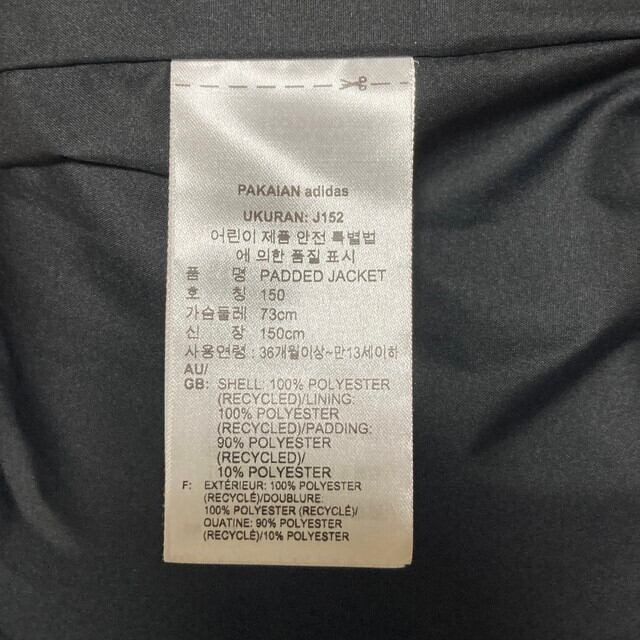 PAKAIAN adidas
UKURAN: J152
어린이 제품 안전 특별법
에 의한 품질 표시
품 명 PADDED JACKET
호 칭 150
가슴둘레 73cm
신 장 150cm
사용연령: 36개월이상~만13세이하
AU/
GB: SHELL: 100% POLYESTER
(RECYCLED)/LINING:
100% POLYESTER
(RECYCLED)/PADDING:
90% POLYESTER
(RECYCLED)/
10% POLYESTER
F: EXTÉRIEUR: 100% POLYESTER
(RECYCLÉ)/DOUBLURE:
100% POLYESTER (RECYCLÉ)/
OUATINE: 90% POLYESTER
(RECYCLÉ)/10% POLYESTER